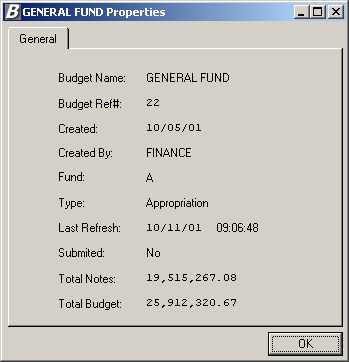 B GENERAL FUND Properties
General
Budget Name: GENERAL FUND
Budget Ref#: 22
Created: 10/05/01
Created By: FINANCE
Fund: A
Type: Appropriation
Last Refresh: 10/11/01 09:06:48
Submited: No
Total Notes: 19,515,267.08
Total Budget: 25,912,320.67
OK